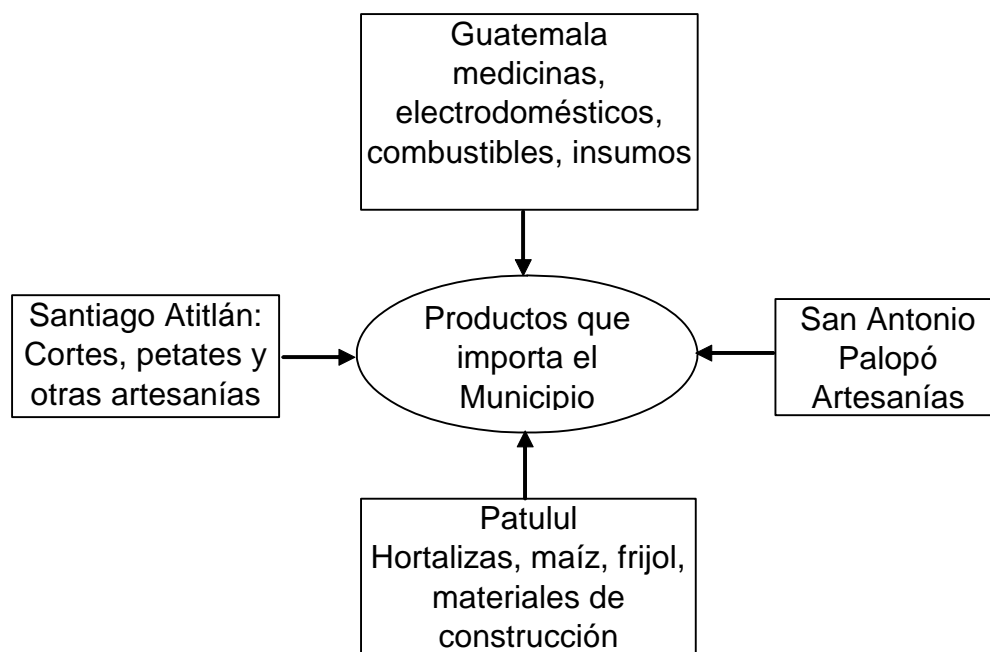 Guatemala
medicinas,
electrodomésticos,
combustibles, insumos
Santiago Atitlán:
Cortes, petates y
otras artesanías
Productos que
importa el
Municipio
San Antonio
Palopó
Artesanías
Patulul
Hortalizas, maíz, frijol,
materiales de
construcción